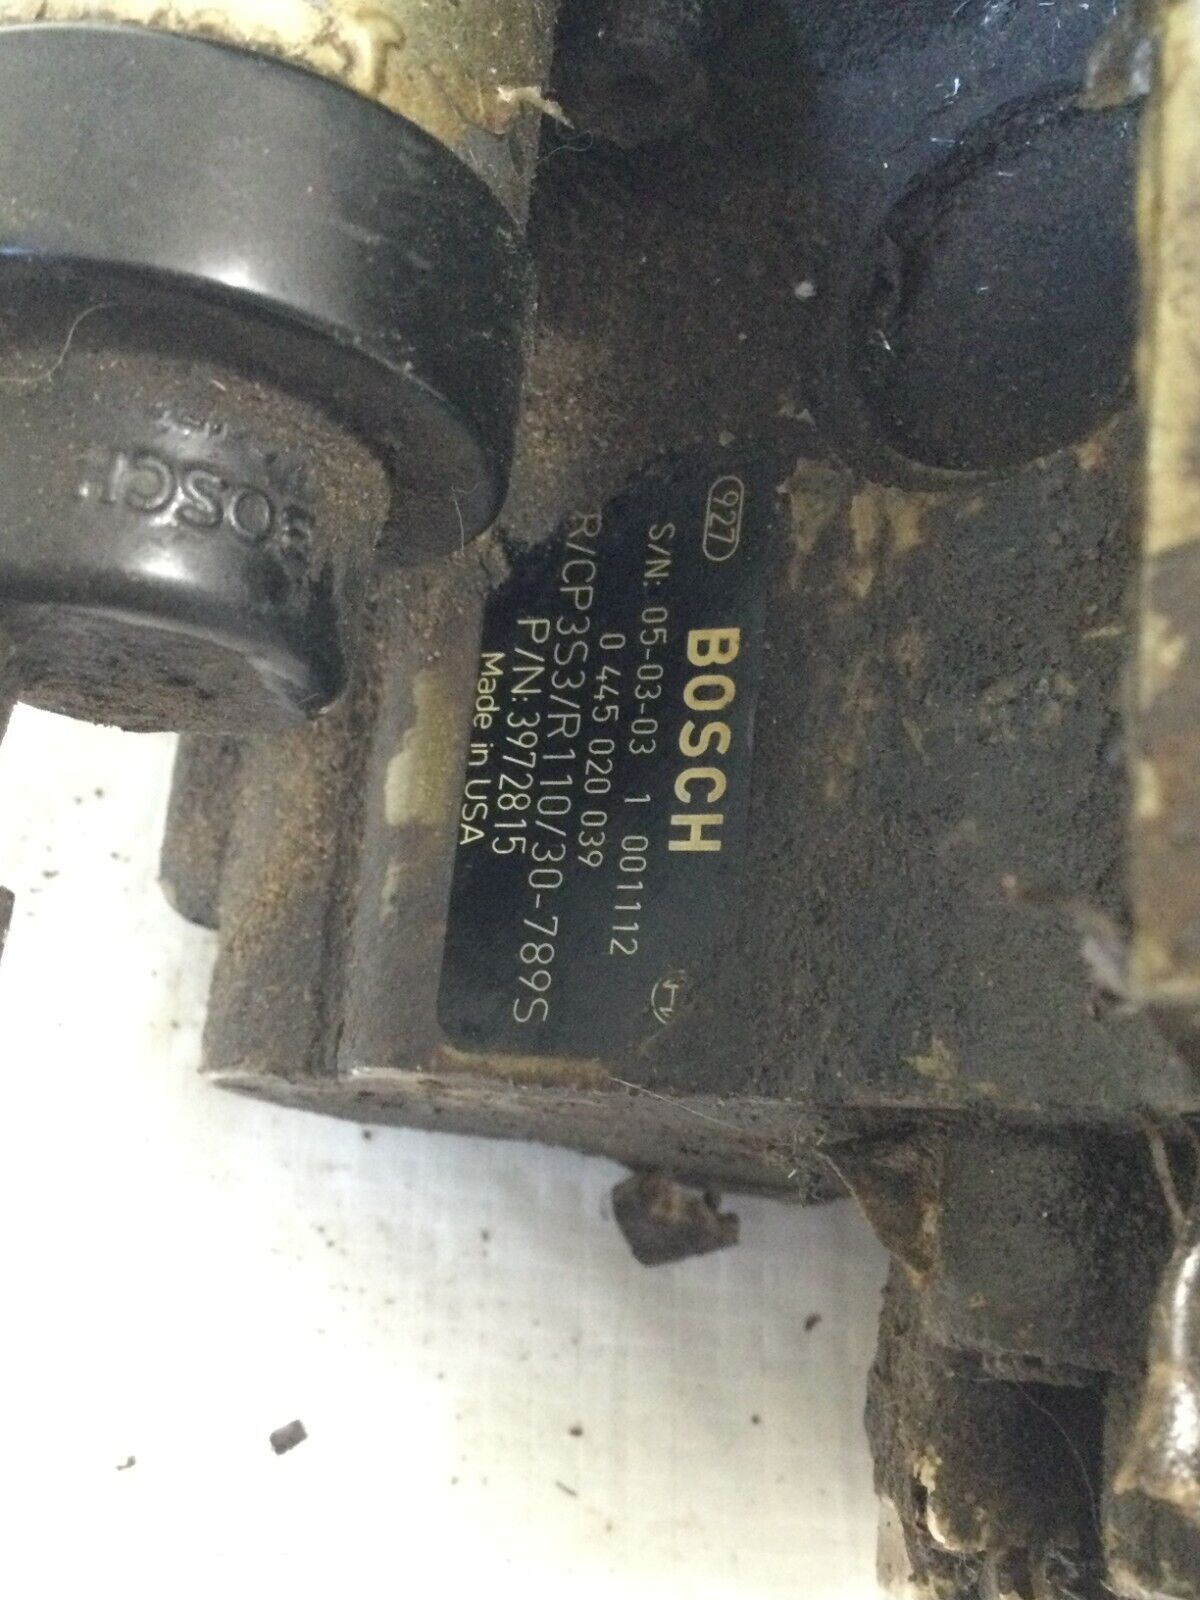 927
BOSCH
S/N: 05-03-03 1 001112
0 445 020 039
R/CP3S3/R110/30-789S
P/N: 3972815
Made in USA
BOSCH